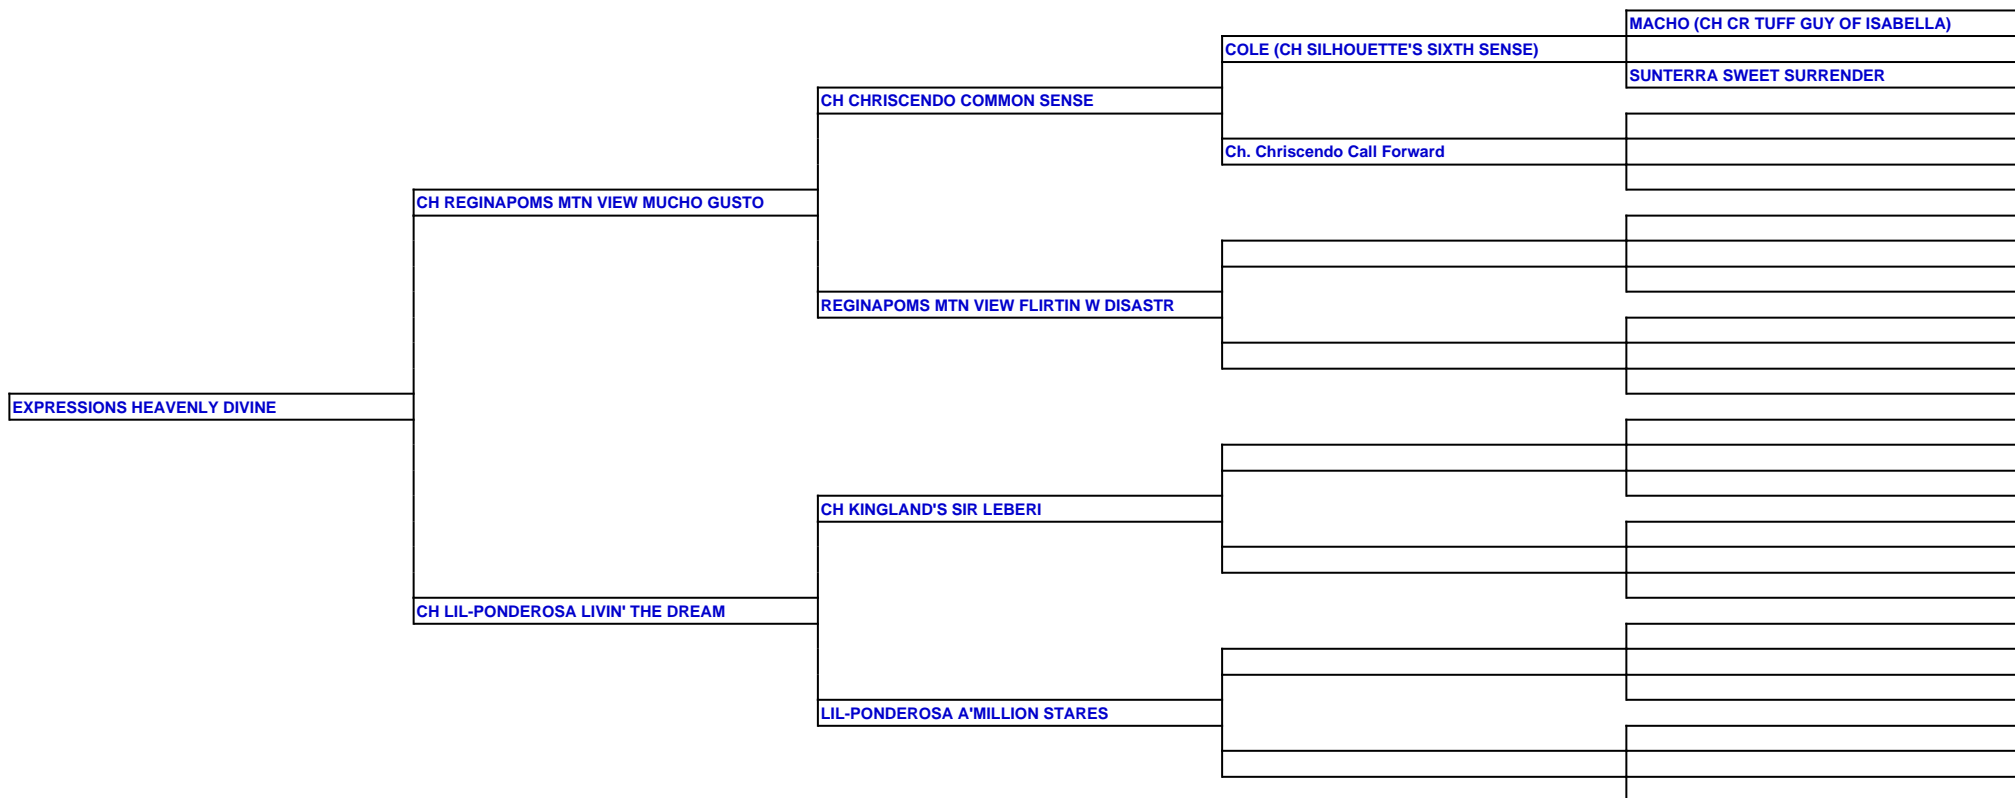 MACHO (CH CR TUFF GUY OF ISABELLA)
COLE (CH SILHOUETTE'S SIXTH SENSE)
SUNTERRA SWEET SURRENDER
CH CHRISCENDO COMMON SENSE
Ch. Chriscendo Call Forward
CH REGINAPOMS MTN VIEW MUCHO GUSTO
REGINAPOMS MTN VIEW FLIRTIN W DISASTR
EXPRESSIONS HEAVENLY DIVINE
CH KINGLAND'S SIR LEBERI
CH LIL-PONDEROSA LIVIN' THE DREAM
LIL-PONDEROSA A'MILLION STARES